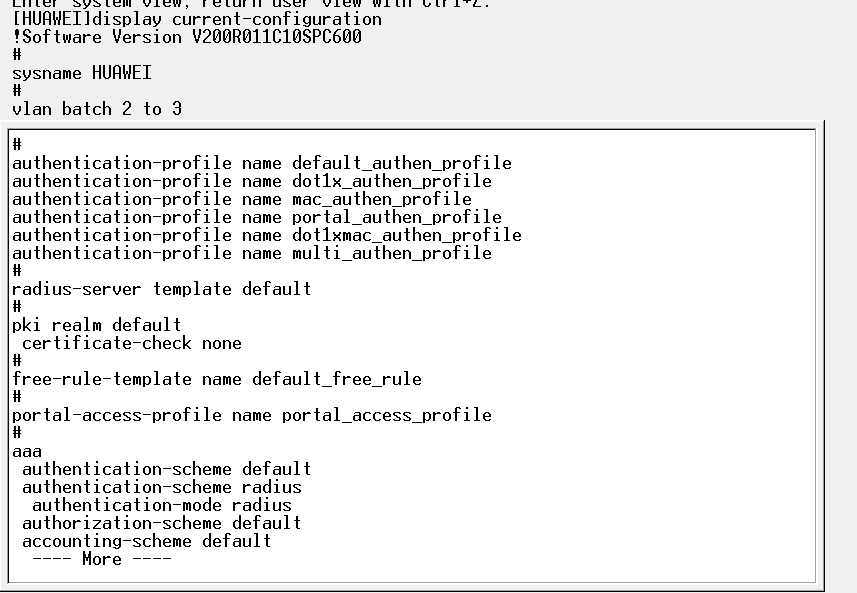 Enter system view, return user view with Ctrl+Z.
[HUAWEI]display current-configuration
!Software Version V200R011C10SPC600
#
sysname HUAWEI
#
vlan batch 2 to 3
#
authentication-profile name default_authen_profile
authentication-profile name dot1x_authen_profile
authentication-profile name mac_authen_profile
authentication-profile name portal_authen_profile
authentication-profile name dot1xmac_authen_profile
authentication-profile name multi_authen_profile
#
radius-server template default
#
pki realm default
 certificate-check none
#
free-rule-template name default_free_rule
#
portal-access-profile name portal_access_profile
#
aaa
 authentication-scheme default
 authentication-scheme radius
  authentication-mode radius
 authorization-scheme default
 accounting-scheme default
  ---- More ----